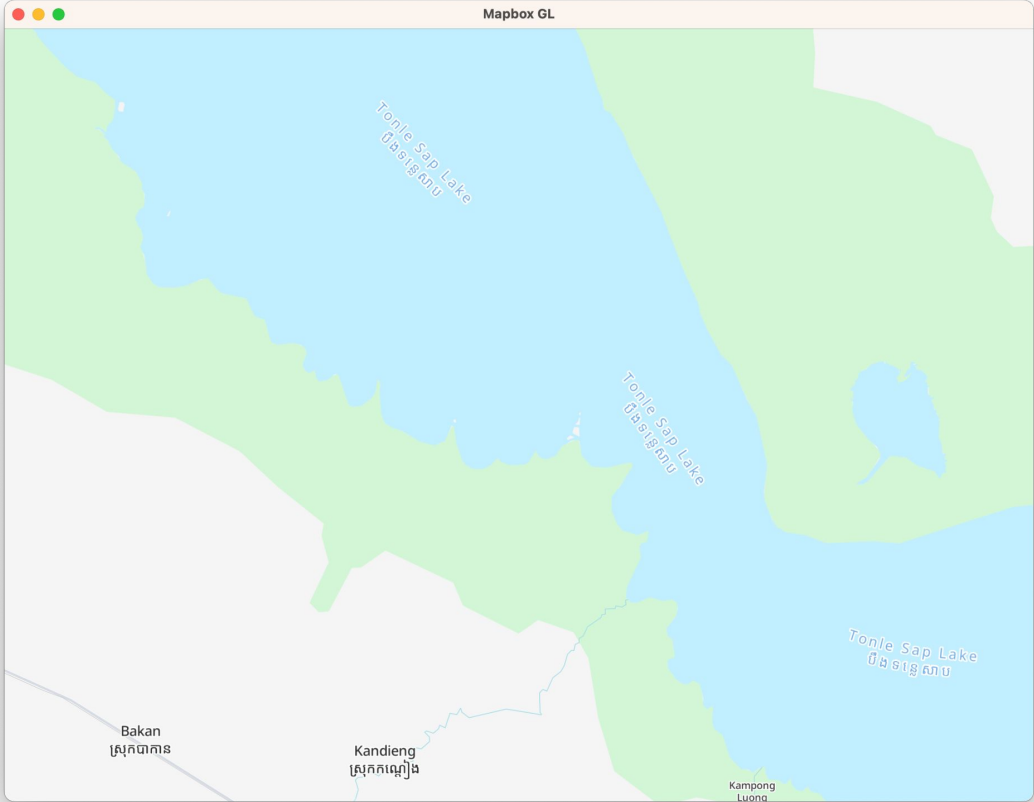 Mapbox GL
Tonle Sap Lake
បឹងទន្លេសាប
Tonle Sap Lake
បឹងទន្លេសាប
Tonle Sap Lake
បឹងទន្លេសាប
Bakan
ស្រុកបាកាន
Kandieng
ស្រុកកណ្ដៀង
Kampong
Luong